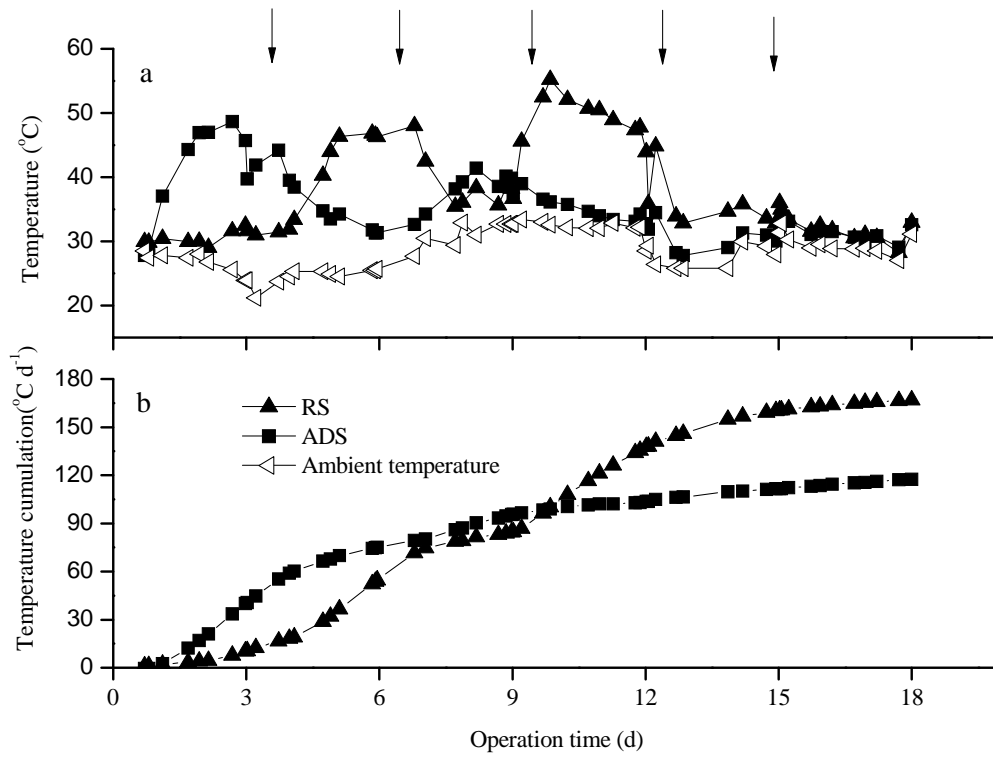 a
60
50
40
30
20
Temperature (°C)
b
RS
ADS
Ambient temperature
180
150
120
90
60
30
0
Temperature cumulation(°C d⁻¹)
0 3 6 9 12 15 18
Operation time (d)